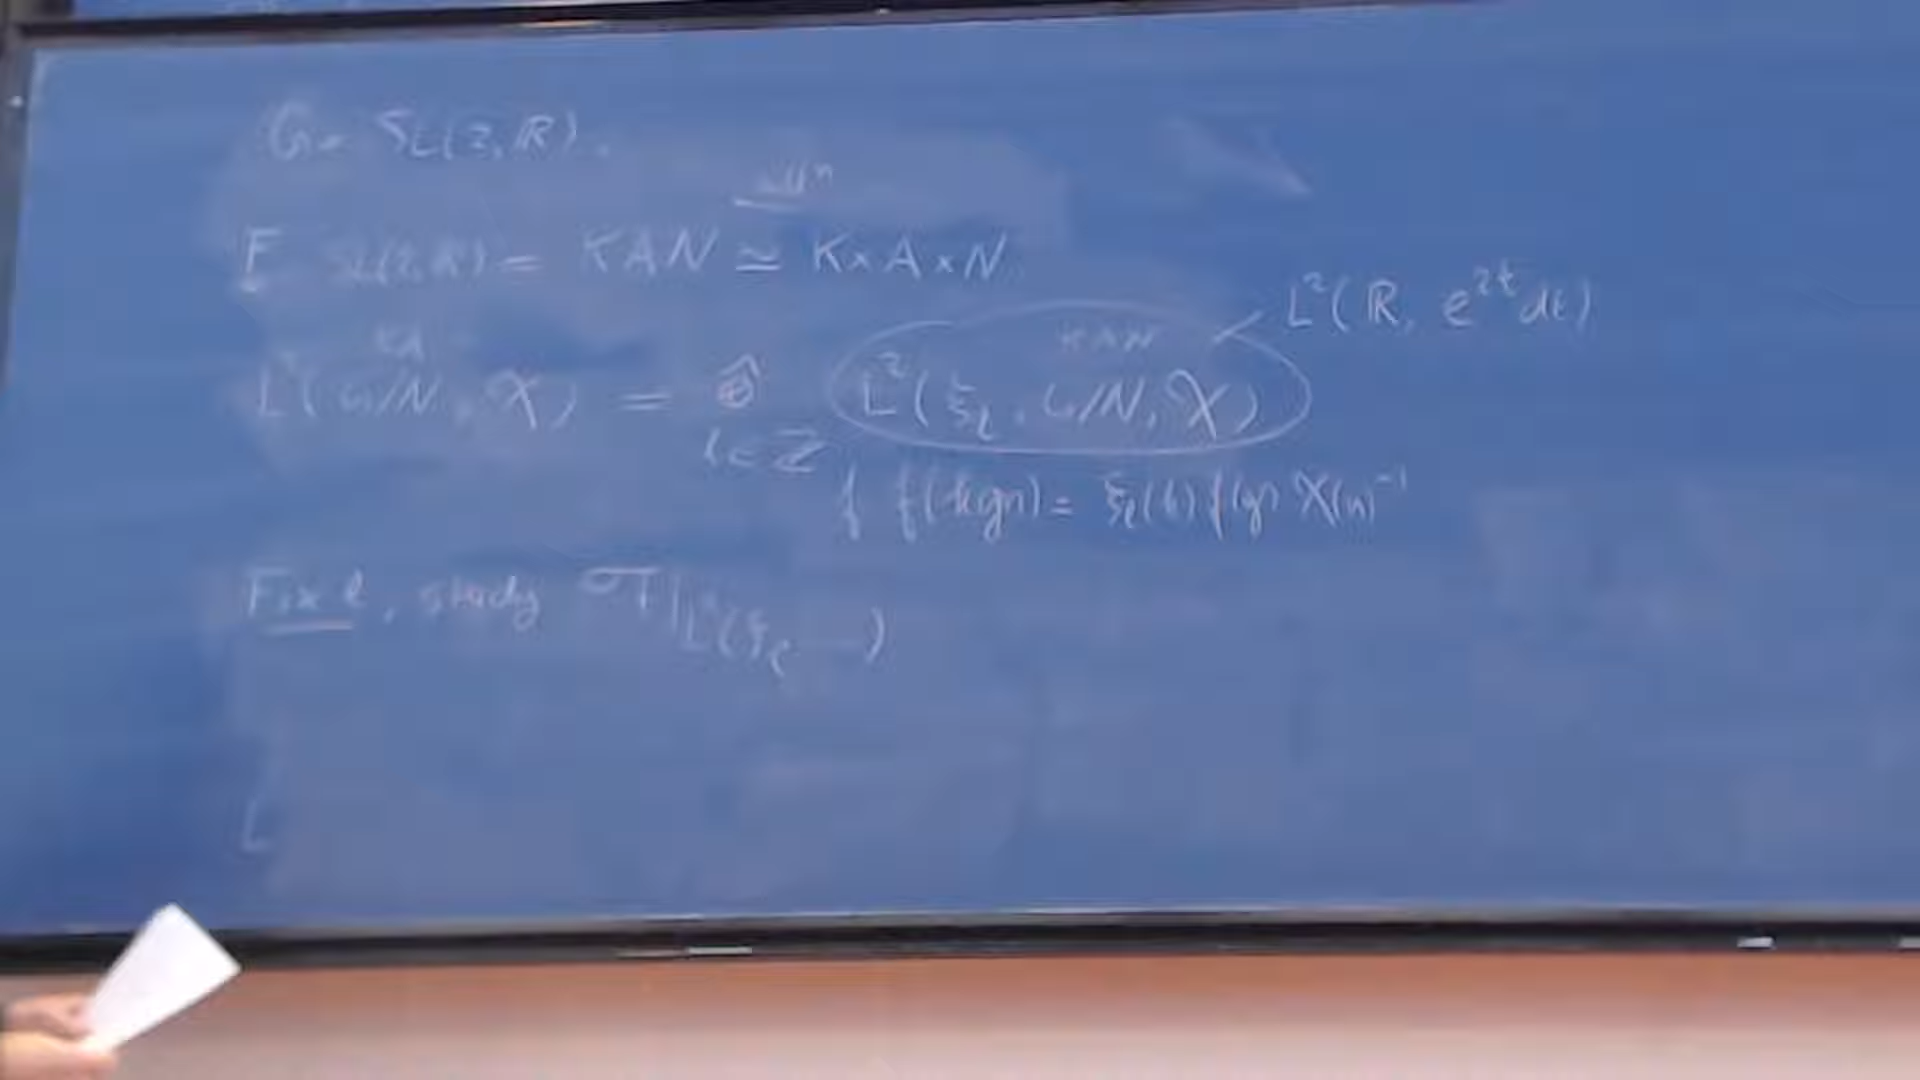 G = SL(2, ℝ).
F SL(2,ℝ) = KAN ≃ K×A×N
L²(ℝ, e^{2t} dt)
KAN
L²(G/N, χ) = ⊕̂_{l∈ℤ} L²(ξ_l, G/N, χ)
{ f(kgn) = ξ_l(k) f(g) χ(n)^{-1}
Fix l, study σT|_{L²(ξ_l —)}
L